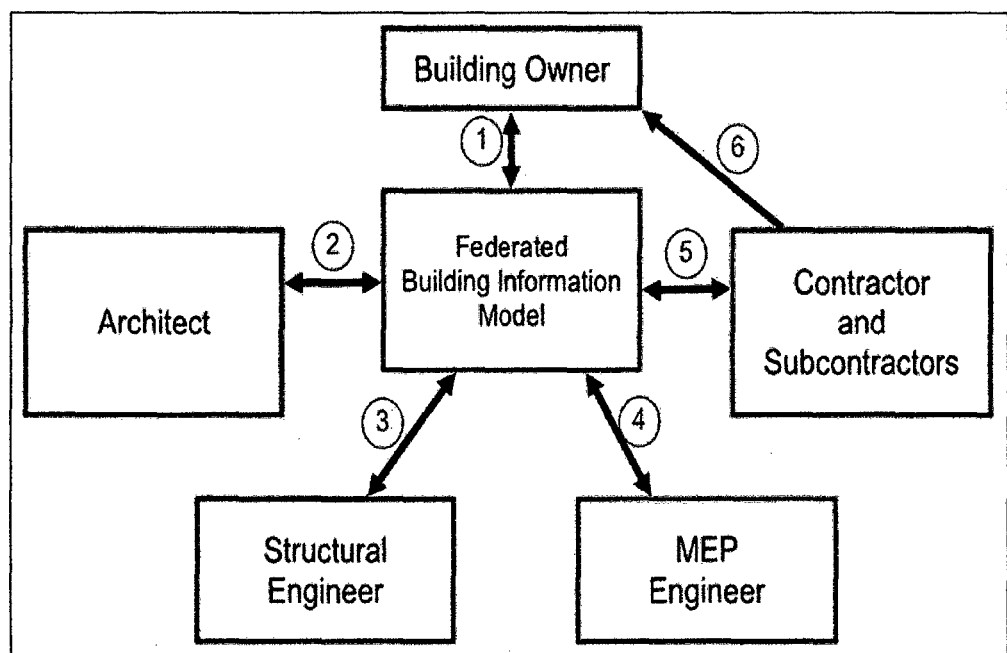 Building Owner
1
6
Federated
Building Information
Model
2
5
Architect
Contractor
and
Subcontractors
3
4
Structural
Engineer
MEP
Engineer